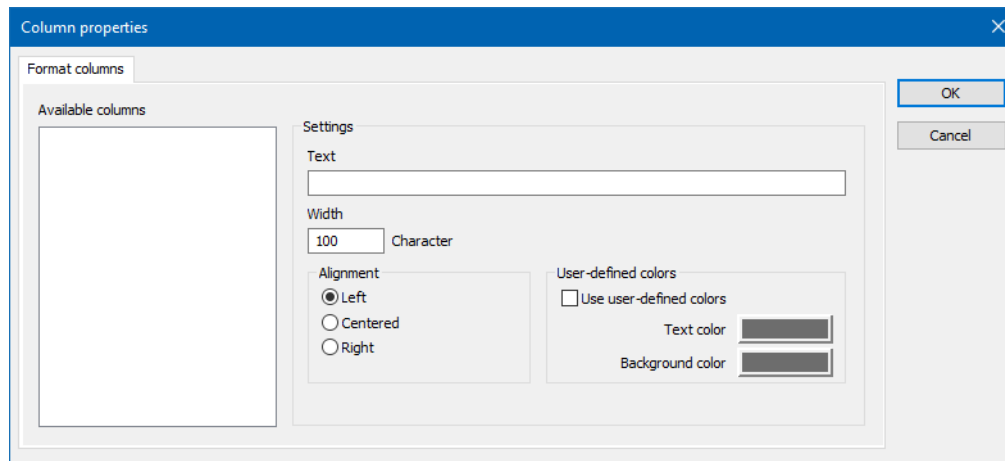 Column properties
Format columns
OK
Available columns
Cancel
Settings
Text
Width
100 Character
Alignment
User-defined colors
Left
Use user-defined colors
Centered
Text color
Right
Background color